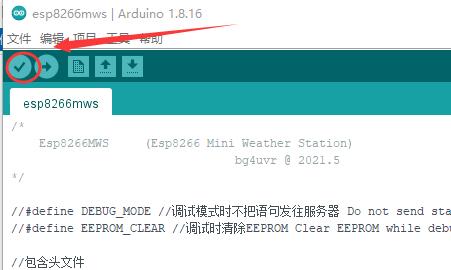 esp8266mws | Arduino 1.8.16
文件 编辑 项目 工具 帮助
esp8266mws
/*
Esp8266MWS (Esp8266 Mini Weather Station)
bg4uvr @ 2021.5
*/
//#define DEBUG_MODE //调试模式时不把语句发往服务器 Do not send sta
//#define EEPROM_CLEAR //调试时清除EEPROM Clear EEPROM while debu
//包含头文件